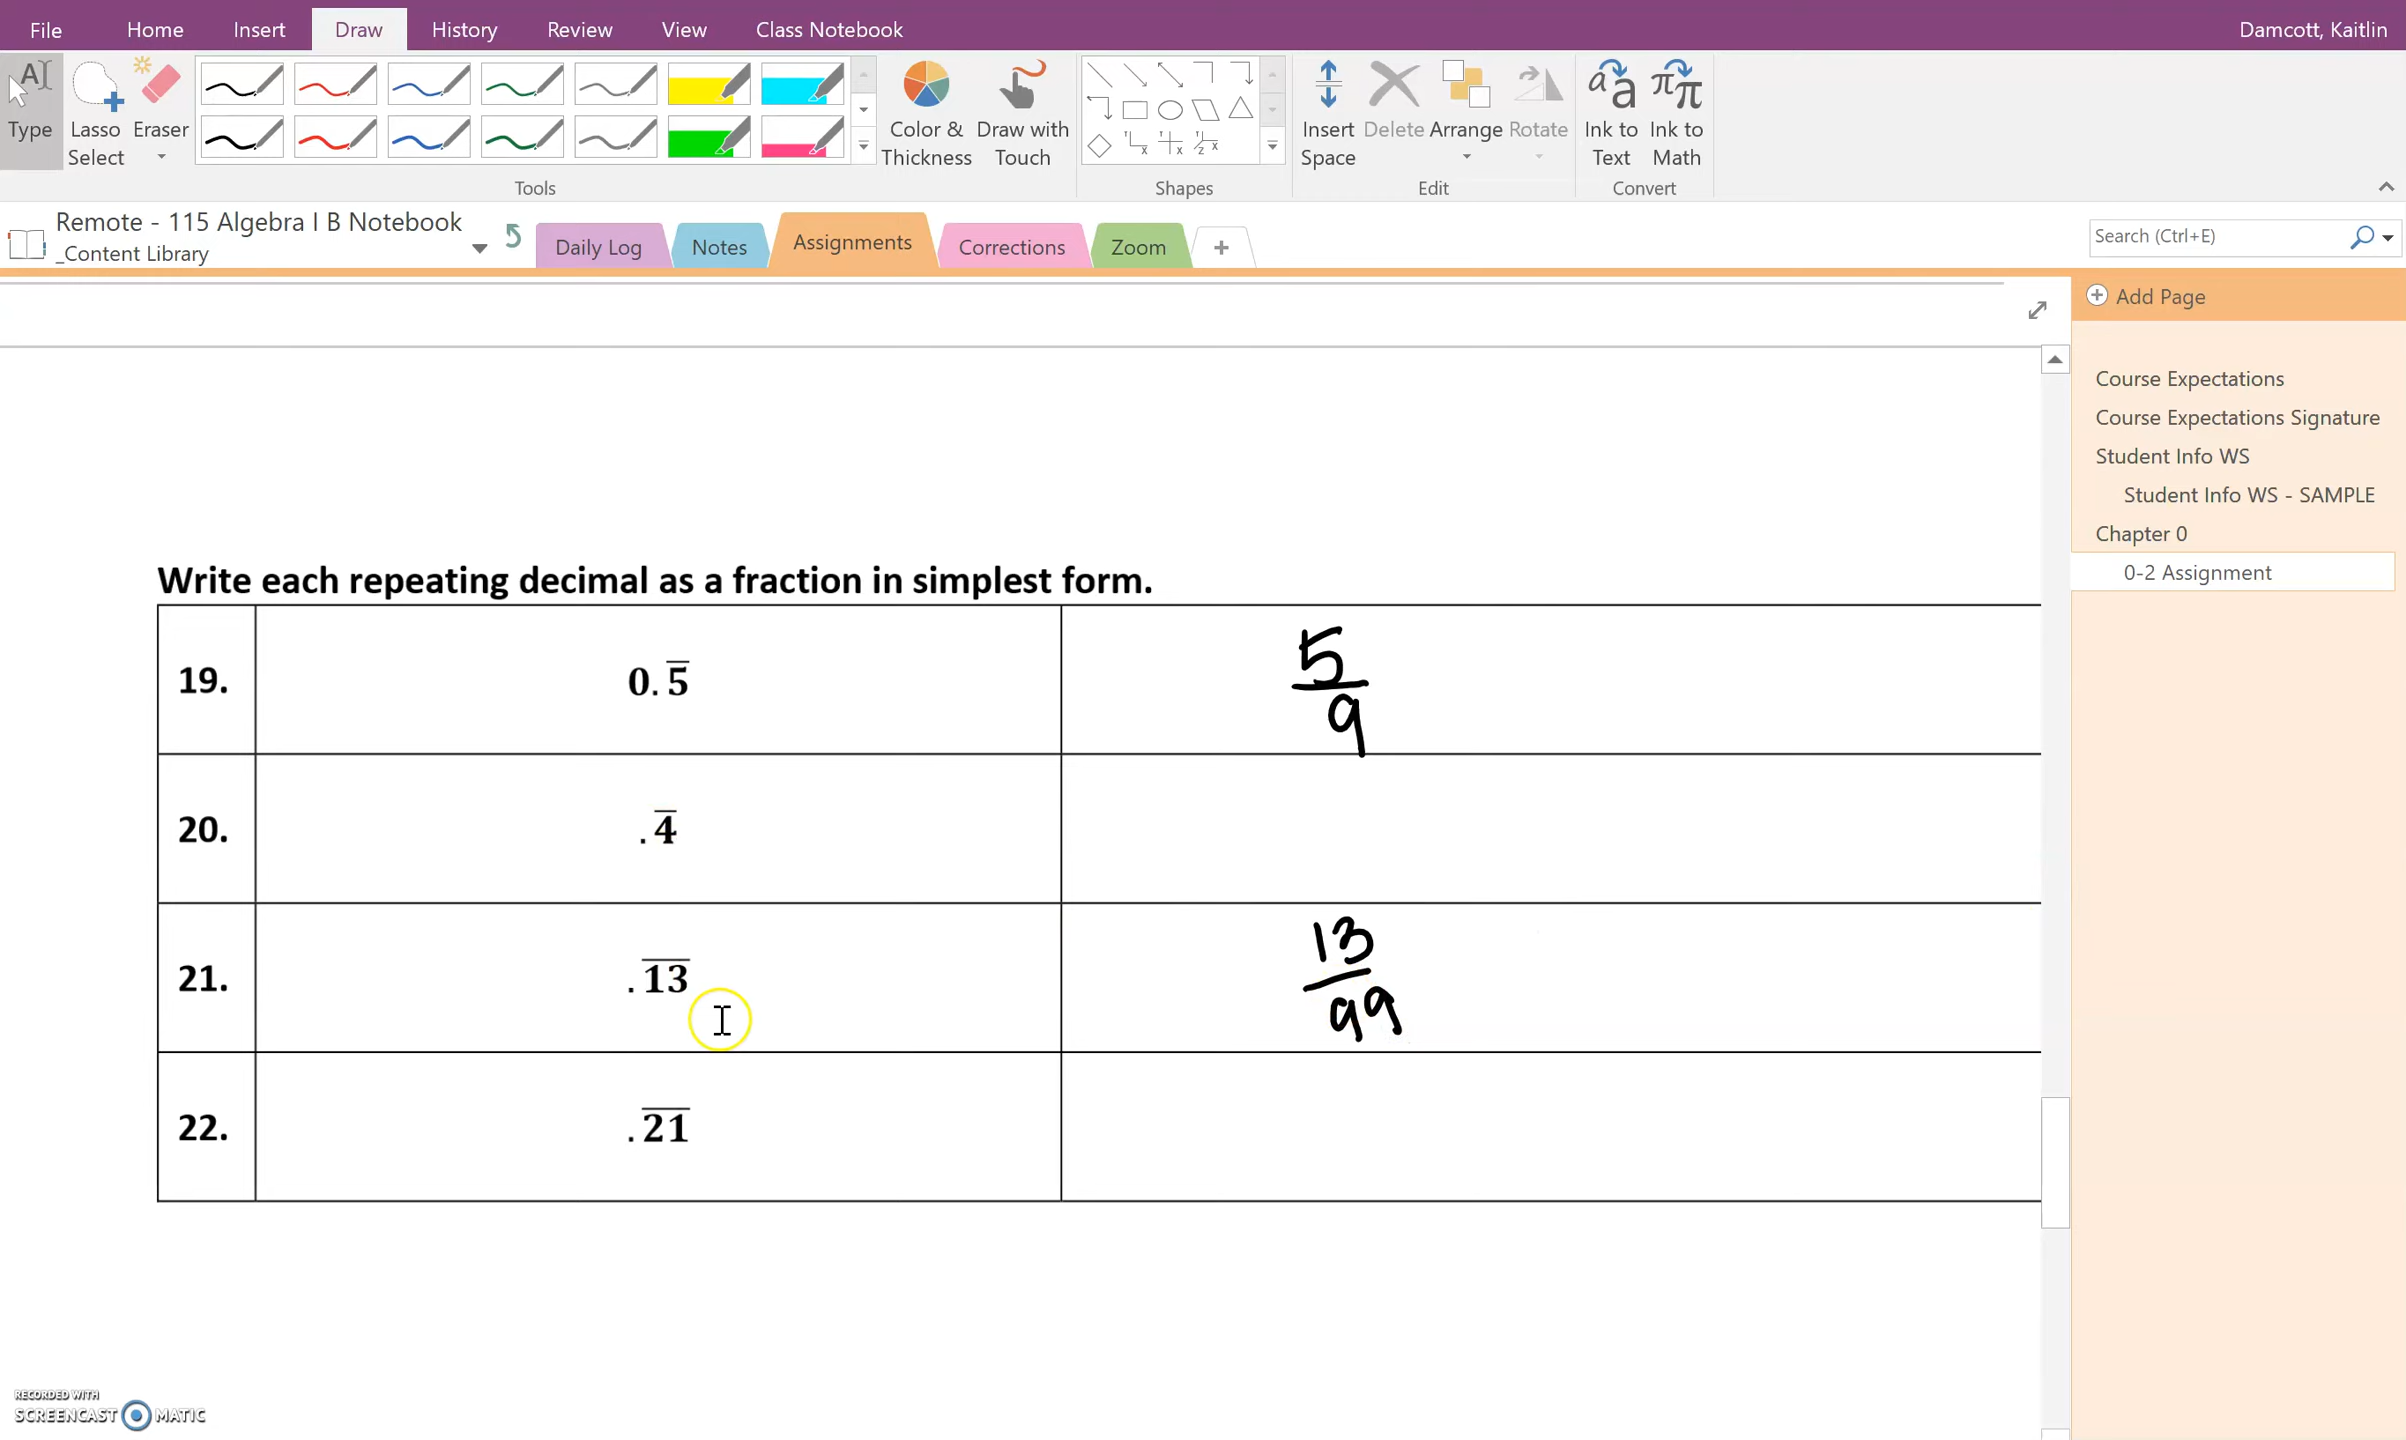 File Home Insert Draw History Review View Class Notebook Damcott, Kaitlin
Type Lasso Select Eraser Color & Thickness Draw with Touch Insert Space Delete Arrange Rotate Ink to Text Ink to Math
Tools Shapes Edit Convert
Remote - 115 Algebra I B Notebook
_Content Library
Daily Log Notes Assignments Corrections Zoom + Search (Ctrl+E)
Add Page
Course Expectations
Course Expectations Signature
Student Info WS
Student Info WS - SAMPLE
Chapter 0
0-2 Assignment
Write each repeating decimal as a fraction in simplest form.
19. 0.5̅ 5/9
20. .4̅
21. .1̅3̅ 13/99
22. .2̅1̅
RECORDED WITH
SCREENCAST MATIC